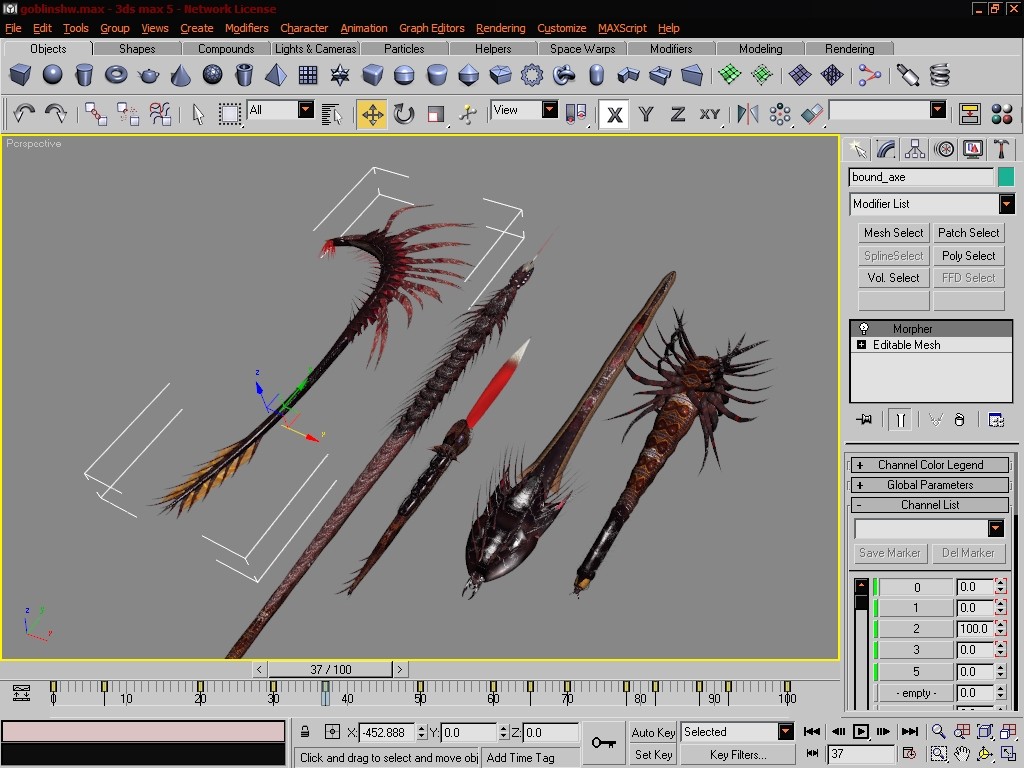 goblinshw.max - 3ds max 5 - Network License
File Edit Tools Group Views Create Modifiers Character Animation Graph Editors Rendering Customize MAXScript Help
Objects Shapes Compounds Lights & Cameras Particles Helpers Space Warps Modifiers Modeling Rendering
All View X Y Z XY
Perspective
bound_axe
Modifier List
Mesh Select Patch Select
SplineSelect Poly Select
Vol. Select FFD Select
Morpher
Editable Mesh
+ Channel Color Legend
+ Global Parameters
- Channel List
Save Marker Del Marker
0 0.0
1 0.0
2 100.0
3 0.0
5 0.0
- empty - 0.0
z
y
z
y
< 37 / 100 >
0 10 20 30 40 50 60 70 80 90 100
X: -452.888 Y: 0.0 Z: 0.0 Auto Key Selected
Click and drag to select and move obj Add Time Tag Set Key Key Filters... 37